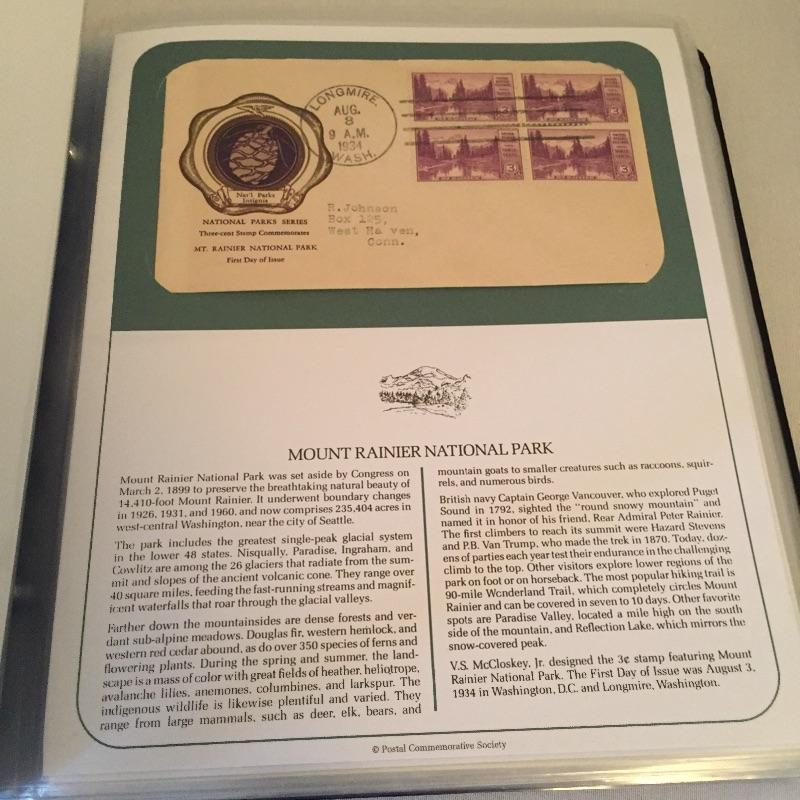 LONGMIRE,
AUG.
3
9 A.M.
1934
WASH.
3
3
3
3
Nat'l Parks
Insignia
NATIONAL PARKS SERIES
Three-cent Stamp Commemorates
MT. RAINIER NATIONAL PARK
First Day of Issue
R.Johnson
Box 125,
West Ha ven,
Conn.
MOUNT RAINIER NATIONAL PARK
Mount Rainier National Park was set aside by Congress on
March 2, 1899 to preserve the breathtaking natural beauty of
14,410-foot Mount Rainier. It underwent boundary changes
in 1926, 1931, and 1960, and now comprises 235,404 acres in
west-central Washington, near the city of Seattle.
The park includes the greatest single-peak glacial system
in the lower 48 states. Nisqually, Paradise, Ingraham, and
Cowlitz are among the 26 glaciers that radiate from the sum-
mit and slopes of the ancient volcanic cone. They range over
40 square miles, feeding the fast-running streams and magnif-
icent waterfalls that roar through the glacial valleys.
Farther down the mountainsides are dense forests and ver-
dant sub-alpine meadows. Douglas fir, western hemlock, and
western red cedar abound, as do over 350 species of ferns and
flowering plants. During the spring and summer, the land-
scape is a mass of color with great fields of heather, heliotrope,
avalanche lilies, anemones, columbines, and larkspur. The
indigenous wildlife is likewise plentiful and varied. They
range from large mammals, such as deer, elk, bears, and
mountain goats to smaller creatures such as raccoons, squir-
rels, and numerous birds.
British navy Captain George Vancouver, who explored Puget
Sound in 1792, sighted the "round snowy mountain" and
named it in honor of his friend, Rear Admiral Peter Rainier.
The first climbers to reach its summit were Hazard Stevens
and P.B. Van Trump, who made the trek in 1870. Today, doz-
ens of parties each year test their endurance in the challenging
climb to the top. Other visitors explore lower regions of the
park on foot or on horseback. The most popular hiking trail is
90-mile Wonderland Trail, which completely circles Mount
Rainier and can be covered in seven to 10 days. Other favorite
spots are Paradise Valley, located a mile high on the south
side of the mountain, and Reflection Lake, which mirrors the
snow-covered peak.
V.S. McCloskey, Jr. designed the 3¢ stamp featuring Mount
Rainier National Park. The First Day of Issue was August 3,
1934 in Washington, D.C. and Longmire, Washington.
© Postal Commemorative Society